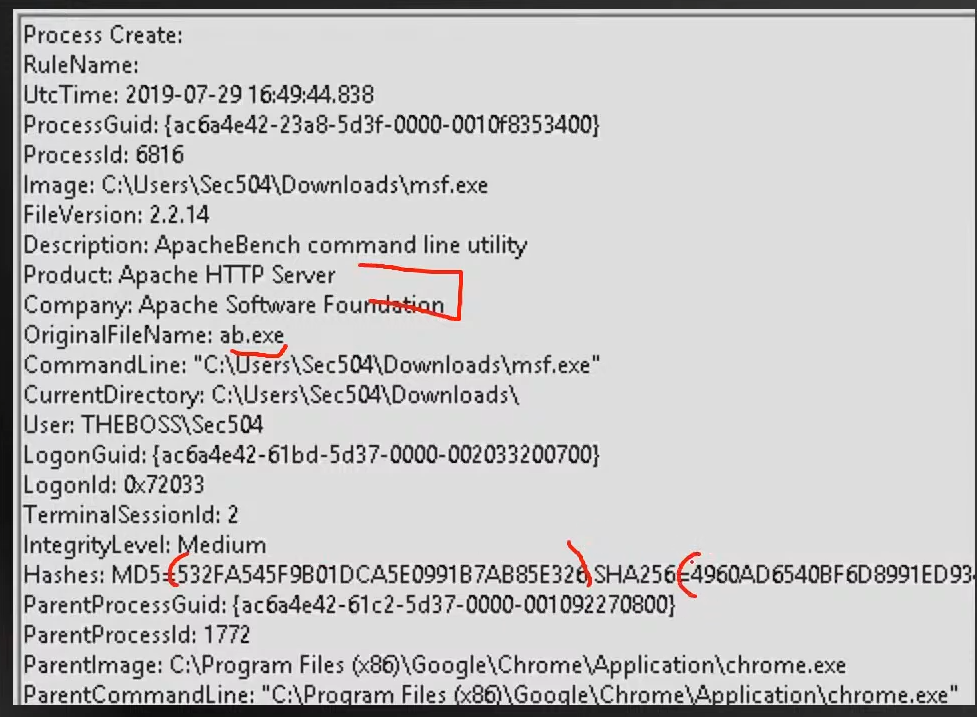 Process Create:
RuleName:
UtcTime: 2019-07-29 16:49:44.838
ProcessGuid: {ac6a4e42-23a8-5d3f-0000-0010f8353400}
ProcessId: 6816
Image: C:\Users\Sec504\Downloads\msf.exe
FileVersion: 2.2.14
Description: ApacheBench command line utility
Product: Apache HTTP Server
Company: Apache Software Foundation
OriginalFileName: ab.exe
CommandLine: "C:\Users\Sec504\Downloads\msf.exe"
CurrentDirectory: C:\Users\Sec504\Downloads\
User: THEBOSS\Sec504
LogonGuid: {ac6a4e42-61bd-5d37-0000-002033200700}
LogonId: 0x72033
TerminalSessionId: 2
IntegrityLevel: Medium
Hashes: MD5=532FA545F9B01DCA5E0991B7AB85E326,SHA256=4960AD6540BF6D8991ED93
ParentProcessGuid: {ac6a4e42-61c2-5d37-0000-001092270800}
ParentProcessId: 1772
ParentImage: C:\Program Files (x86)\Google\Chrome\Application\chrome.exe
ParentCommandLine: "C:\Program Files (x86)\Google\Chrome\Application\chrome.exe"